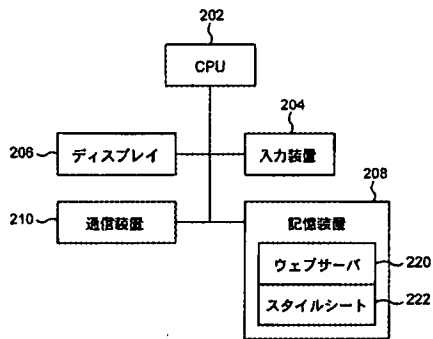 202
CPU
204
206
ディスプレイ
入力装置
208
210
通信装置
記憶装置
ウェブサーバ
220
スタイルシート
222